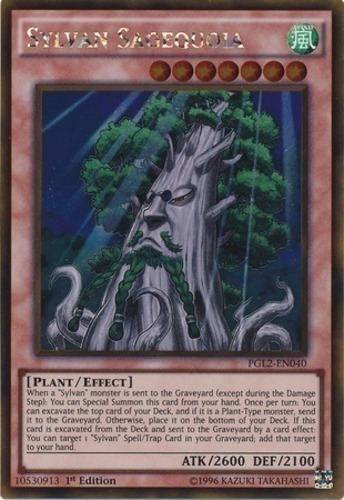 SYLVAN SAGEQUOIA
WIND
風
PGL2-EN040
[PLANT/EFFECT]
When a "Sylvan" monster is sent to the Graveyard (except during the Damage
Step): You can Special Summon this card from your hand. Once per turn: You
can excavate the top card of your Deck, and if it is a Plant-Type monster, send
it to the Graveyard. Otherwise, place it on the bottom of your Deck. If this
card is excavated from the Deck and sent to the Graveyard by a card effect:
You can target 1 "Sylvan" Spell/Trap Card in your Graveyard; add that target
to your hand.
ATK/2600 DEF/2100
10530913 1st Edition ©1996 KAZUKI TAKAHASHI